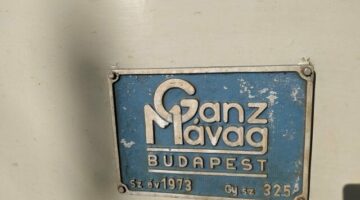 Ganz
Mávag
BUDAPEST
Sz. év 1973 Gy. sz. 325